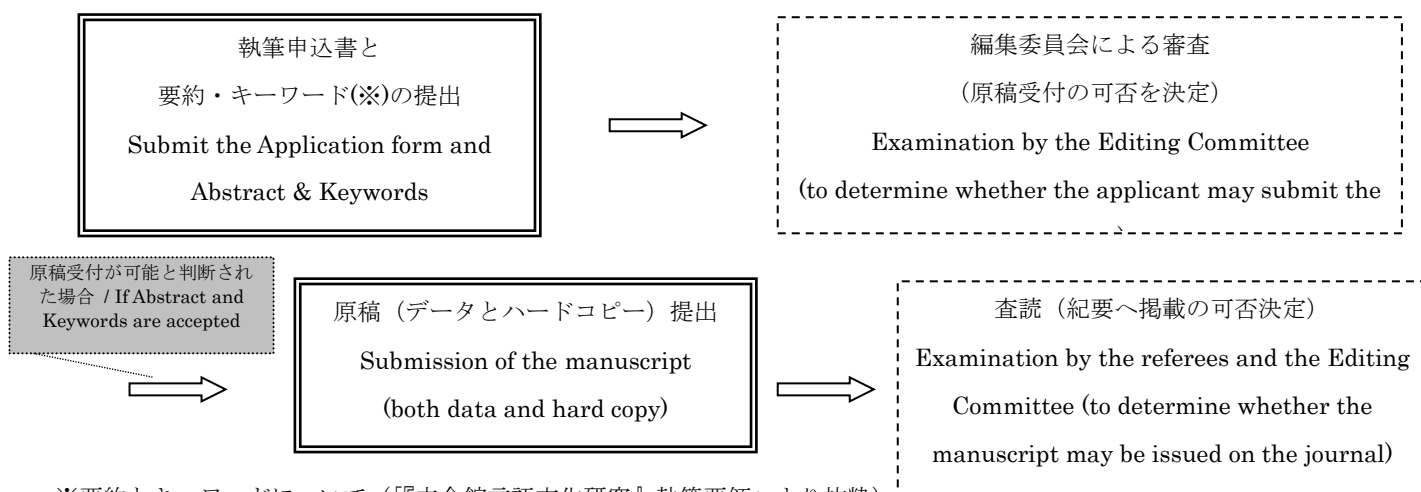 執筆申込書と
要約・キーワード(※)の提出
Submit the Application form and
Abstract & Keywords
編集委員会による審査
(原稿受付の可否を決定)
Examination by the Editing Committee
(to determine whether the applicant may submit the
原稿受付が可能と判断され
た場合 / If Abstract and
Keywords are accepted
原稿（データとハードコピー）提出
Submission of the manuscript
(both data and hard copy)
査読（紀要へ掲載の可否決定）
Examination by the referees and the Editing
Committee (to determine whether the
manuscript may be issued on the journal)